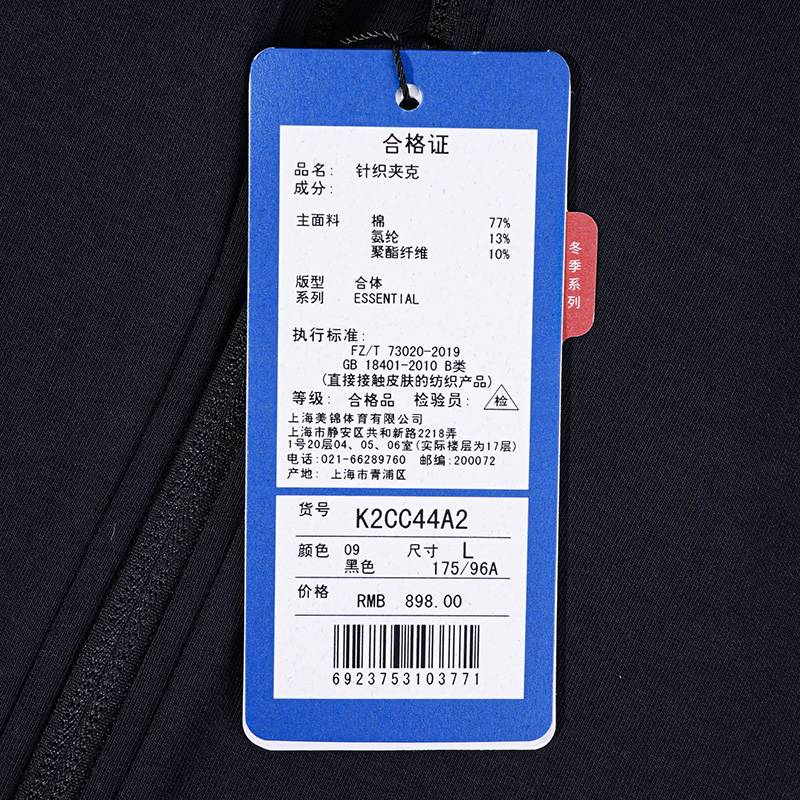 合格证
品名: 针织夹克
成分:
主面料 棉 77%
氨纶 13%
聚酯纤维 10%
版型 合体
系列 ESSENTIAL
执行标准:
FZ/T 73020-2019
GB 18401-2010 B类
(直接接触皮肤的纺织产品)
等级: 合格品 检验员: 检
上海美锦体育有限公司
上海市静安区共和新路2218弄
1号20层04、05、06室(实际楼层为17层)
电话:021-66289760 邮编:200072
产地: 上海市青浦区
货号 K2CC44A2
颜色 09 尺寸 L
黑色 175/96A
价格 RMB 898.00
6923753103771
冬季系列